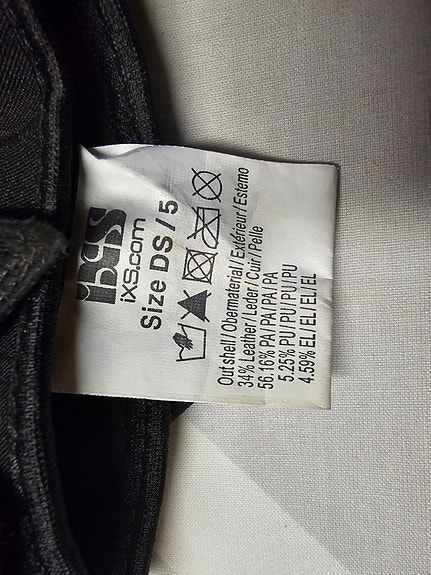 iXS
iXS.com
Size DS / 5
Out shell / Obermaterial / Extérieur / Esterno
34% Leather / Leder / Cuir / Pelle
56.16% PA / PA / PA / PA
5.25% PU / PU / PU / PU
4.59% EL / EL / EL / EL